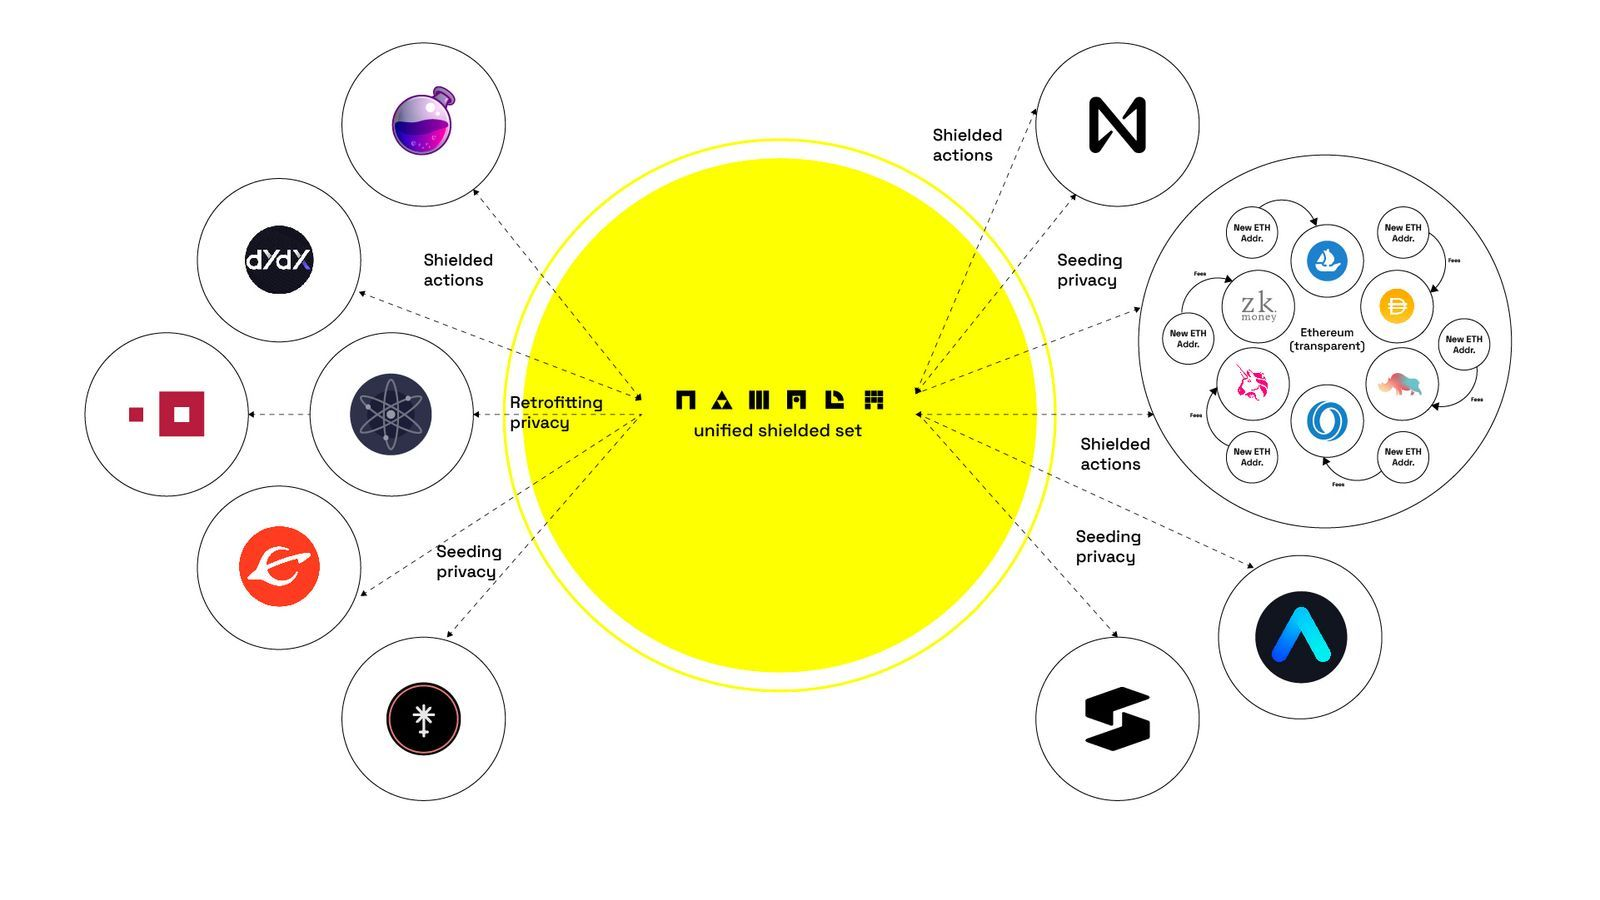 Shielded
actions
dYdX
Shielded
actions
Retrofitting
privacy
Seeding
privacy
NAMADA
unified shielded set
Shielded
actions
Seeding
privacy
Seeding
privacy
New ETH
Addr.
New ETH
Addr.
Fees
Fees
zk.
money
New ETH
Addr.
Ethereum
(transparent)
New ETH
Addr.
Fees
Fees
New ETH
Addr.
New ETH
Addr.
Fees